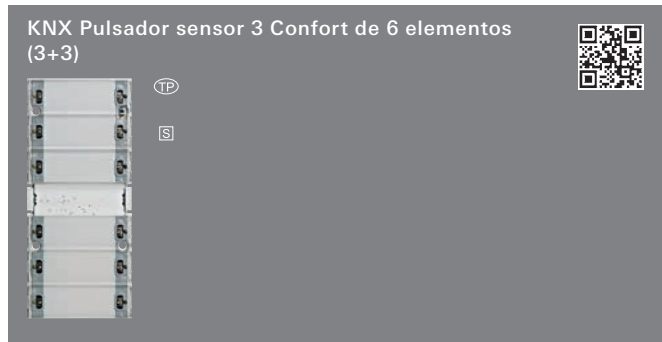 KNX Pulsador sensor 3 Confort de 6 elementos
(3+3)
TP
S